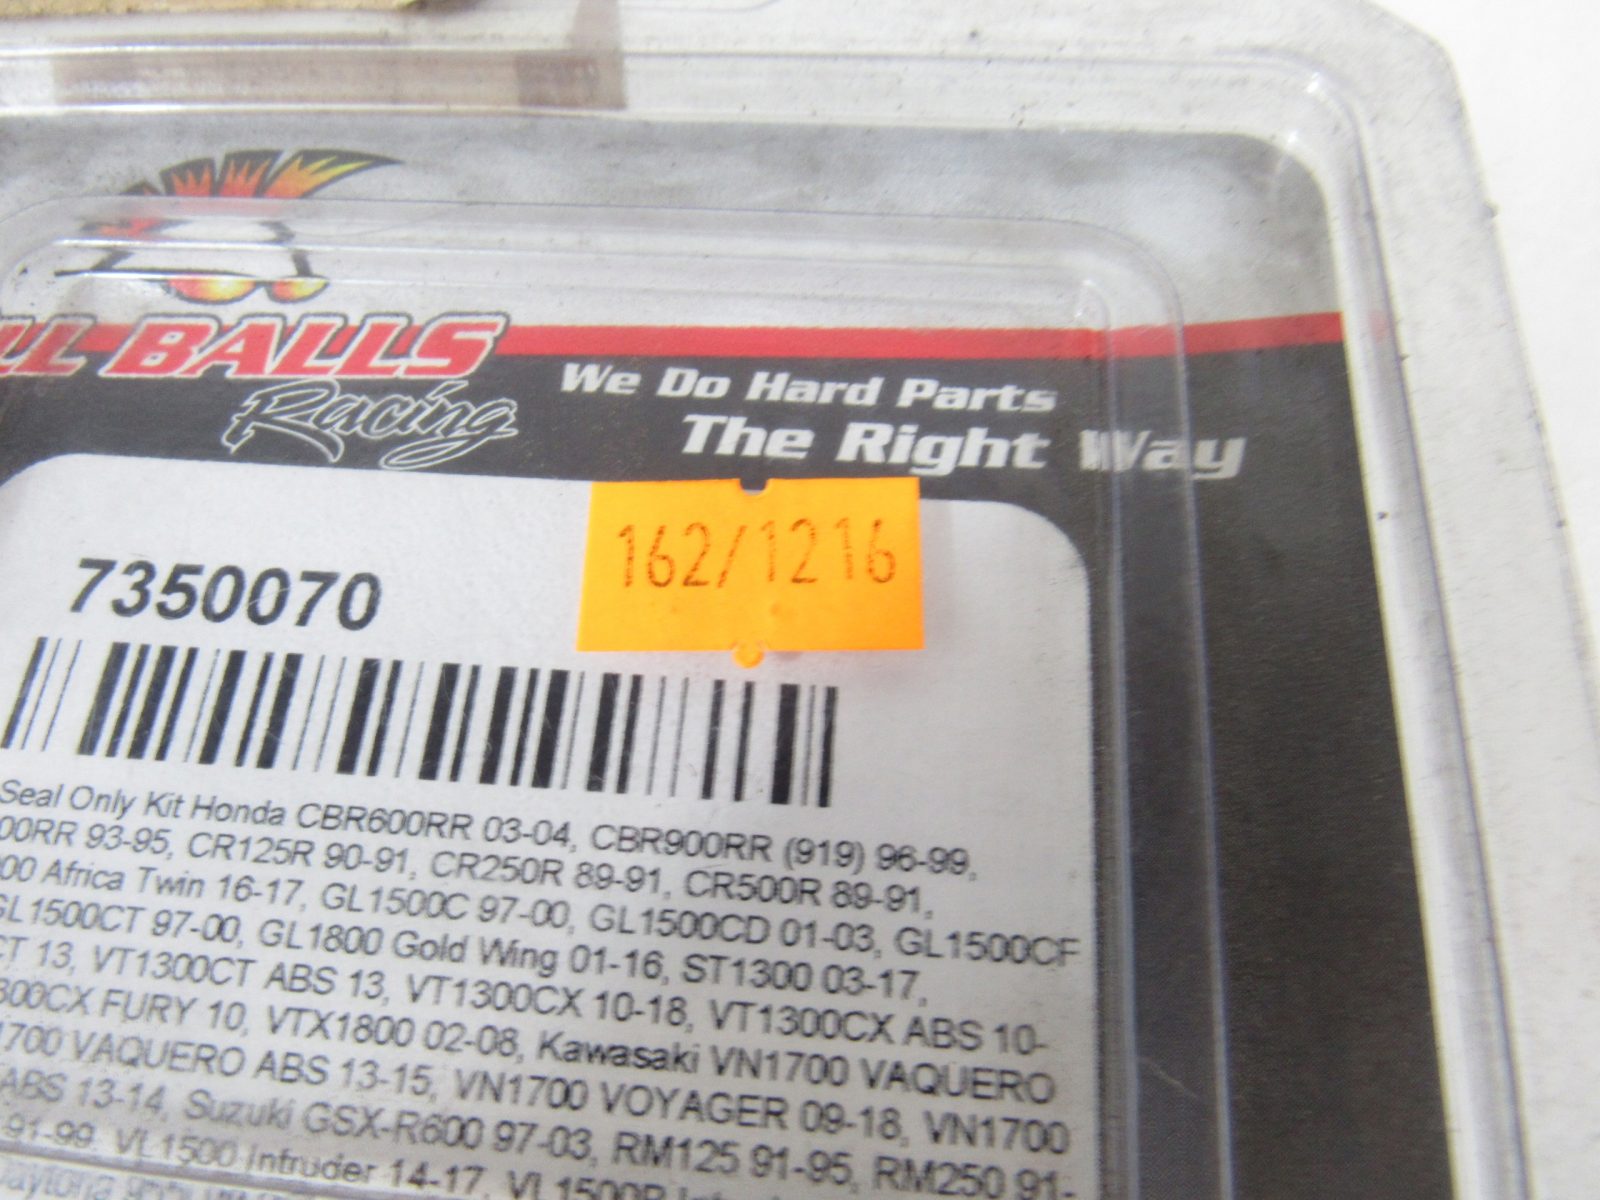 LL BALLS
Racing
We Do Hard Parts
The Right Way
162/1216
7350070
Seal Only Kit Honda CBR600RR 03-04, CBR900RR (919) 96-99,
00RR 93-95, CR125R 90-91, CR250R 89-91, CR500R 89-91,
00 Africa Twin 16-17, GL1500C 97-00, GL1500CD 01-03, GL1500CF
GL1500CT 97-00, GL1800 Gold Wing 01-16, ST1300 03-17,
CT 13, VT1300CT ABS 13, VT1300CX 10-18, VT1300CX ABS 10-
300CX FURY 10, VTX1800 02-08, Kawasaki VN1700 VAQUERO
1700 VAQUERO ABS 13-15, VN1700 VOYAGER 09-18, VN1700
ABS 13-14, Suzuki GSX-R600 97-03, RM125 91-95, RM250 91-
91-99, VL1500 Intruder 14-17,